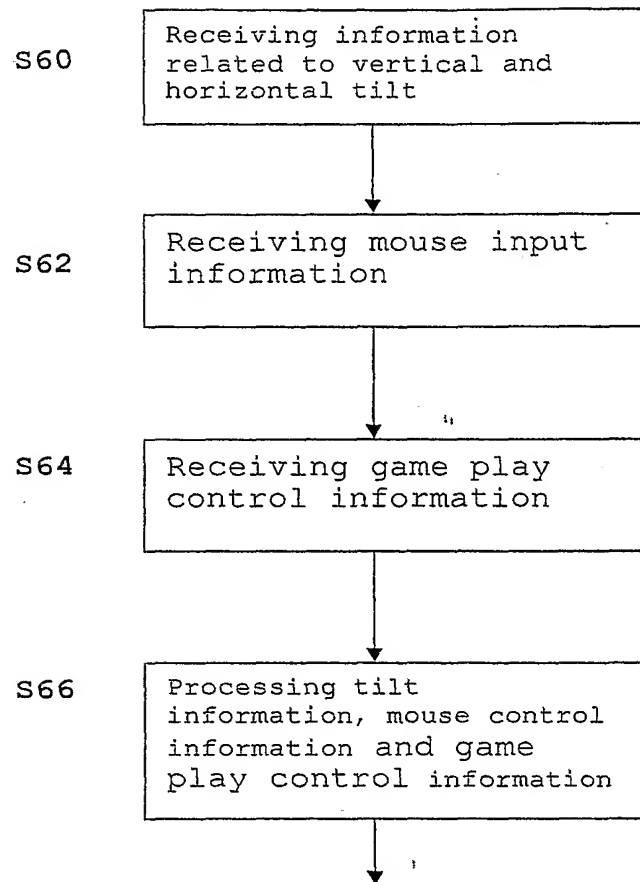 S60
Receiving information
related to vertical and
horizontal tilt
S62
Receiving mouse input
information
S64
Receiving game play
control information
S66
Processing tilt
information, mouse control
information and game
play control information